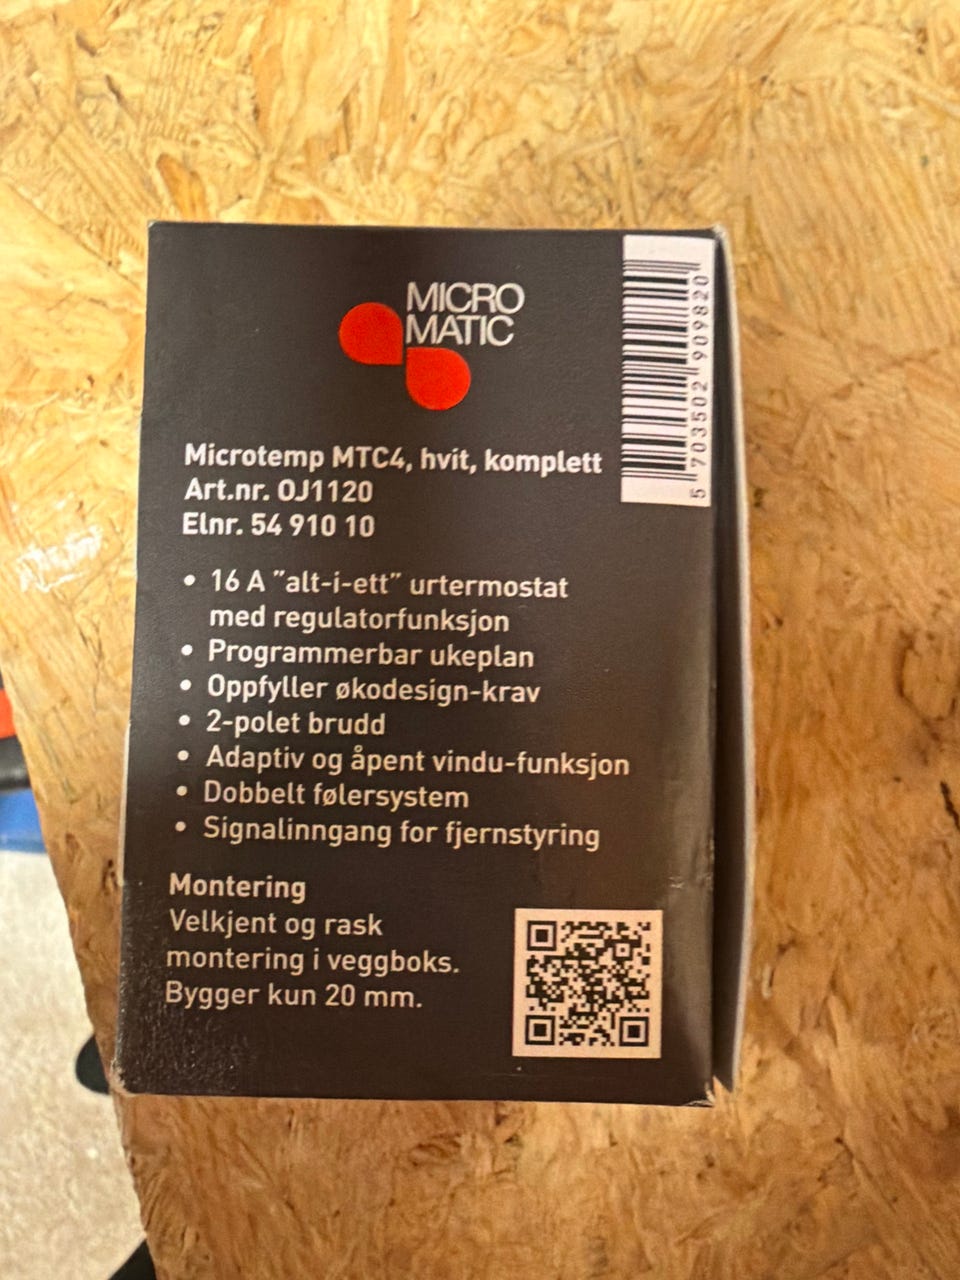 MICRO
MATIC
5 703502 909820
Microtemp MTC4, hvit, komplett
Art.nr. OJ1120
Elnr. 54 910 10
• 16 A ”alt-i-ett” urtermostat
med regulatorfunksjon
• Programmerbar ukeplan
• Oppfyller økodesign-krav
• 2-polet brudd
• Adaptiv og åpent vindu-funksjon
• Dobbelt følersystem
• Signalinngang for fjernstyring
Montering
Velkjent og rask
montering i veggboks.
Bygger kun 20 mm.